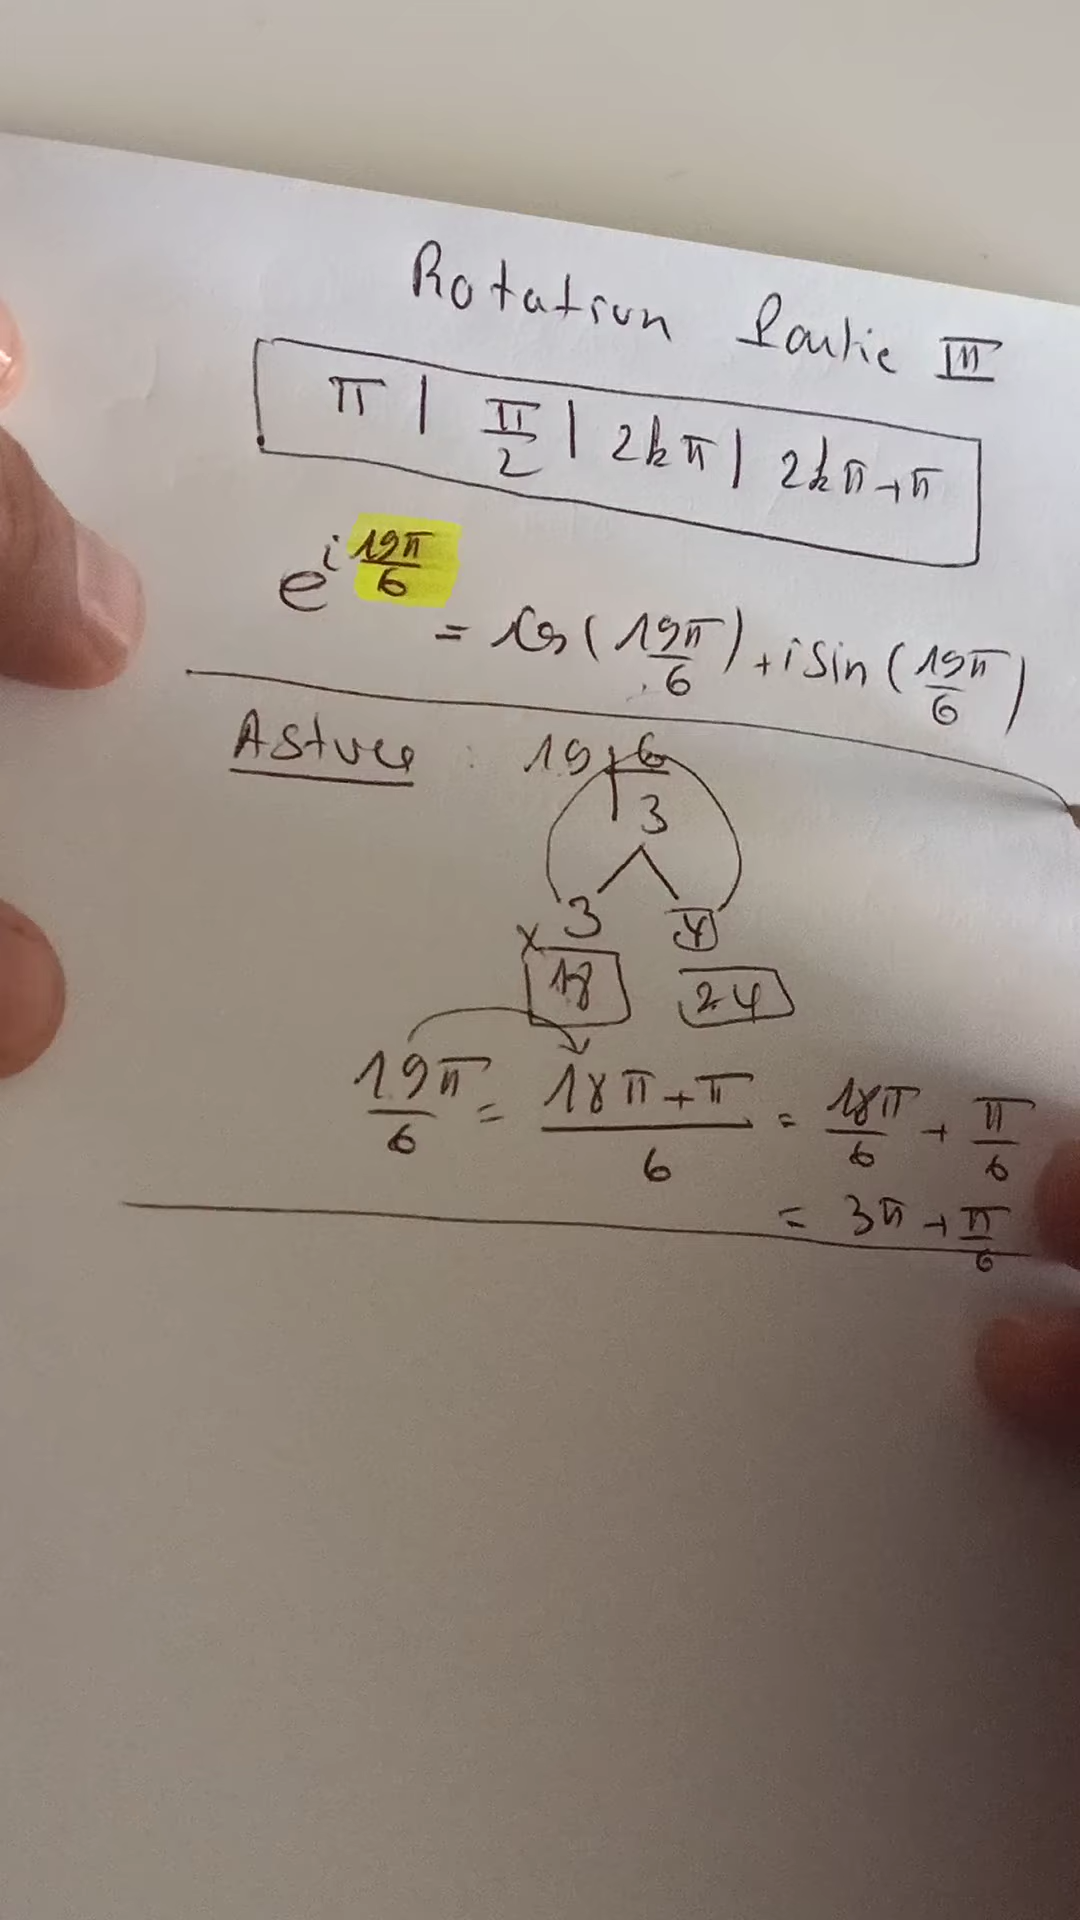 Rotation Partie III
π | π/2 | 2kπ | 2kπ+π
e^(i 19π/6)
= Cos(19π/6) + i Sin(19π/6)
Astuce : 19 | 6
3
3 4
x
18 24
19π/6 = (18π+π)/6 = 18π/6 + π/6
= 3π + π/6